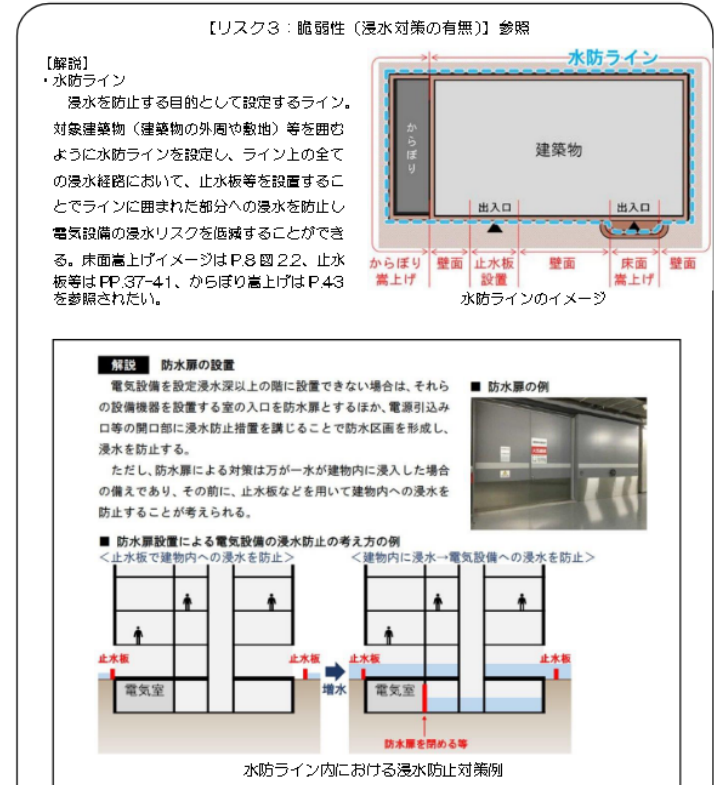 【リスク3：脆弱性（浸水対策の有無）】参照
【解説】
・水防ライン
浸水を防止する目的として設定するライン。
対象建築物（建築物の外周や敷地）等を囲む
ように水防ラインを設定し、ライン上の全て
の浸水経路において、止水板等を設置するこ
とでラインに囲まれた部分への浸水を防止し
電気設備の浸水リスクを低減することができ
る。床面嵩上げイメージはP.8図2.2、止水
板等はPP.37-41、からぼり嵩上げはP.43
を参照されたい。
水防ライン
からぼり
建築物
出入口
出入口
からぼり
嵩上げ
壁面
止水板
設置
壁面
床面
嵩上げ
壁面
水防ラインのイメージ
解説 防水扉の設置
電気設備を設定浸水深以上の階に設置できない場合は、それら
の設備機器を設置する室の入口を防水扉とするほか、電源引込み
口等の開口部に浸水防止措置を講じることで防水区画を形成し、
浸水を防止する。
ただし、防水扉による対策は万が一水が建物内に浸入した場合
の備えであり、その前に、止水板などを用いて建物内への浸水を
防止することが考えられる。
■ 防水扉の例
■ 防水扉設置による電気設備の浸水防止の考え方の例
＜止水板で建物内への浸水を防止＞
＜建物内に浸水→電気設備への浸水を防止＞
止水板
止水板
電気室
増水
止水板
止水板
電気室
防水扉を閉める等
水防ライン内における浸水防止対策例